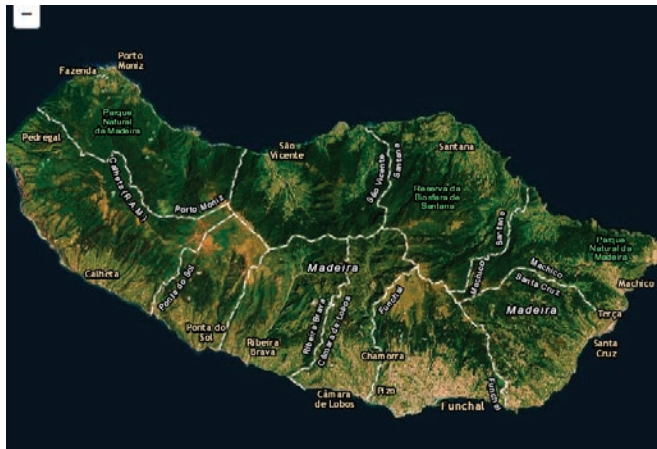 −
Porto
Moniz
Fazenda
Parque
Natural
da Madeira
Pedregal
Calheta (R.A.M.)
Porto Moniz
São
Vicente
São Vicente
Santana
Santana
Reserva da
Biosfera de
Santana
Machico
Santana
Parque
Natural da
Madeira
Machico
Santa Cruz
Machico
Terça
Santa
Cruz
Madeira
Madeira
Calheta
Ponta do Sol
Ponta do
Sol
Ribeira
Brava
Ribeira Brava
Câmara de Lobos
Câmara
de Lobos
Funchal
Chamorra
Pizo
Funchal
Funchal